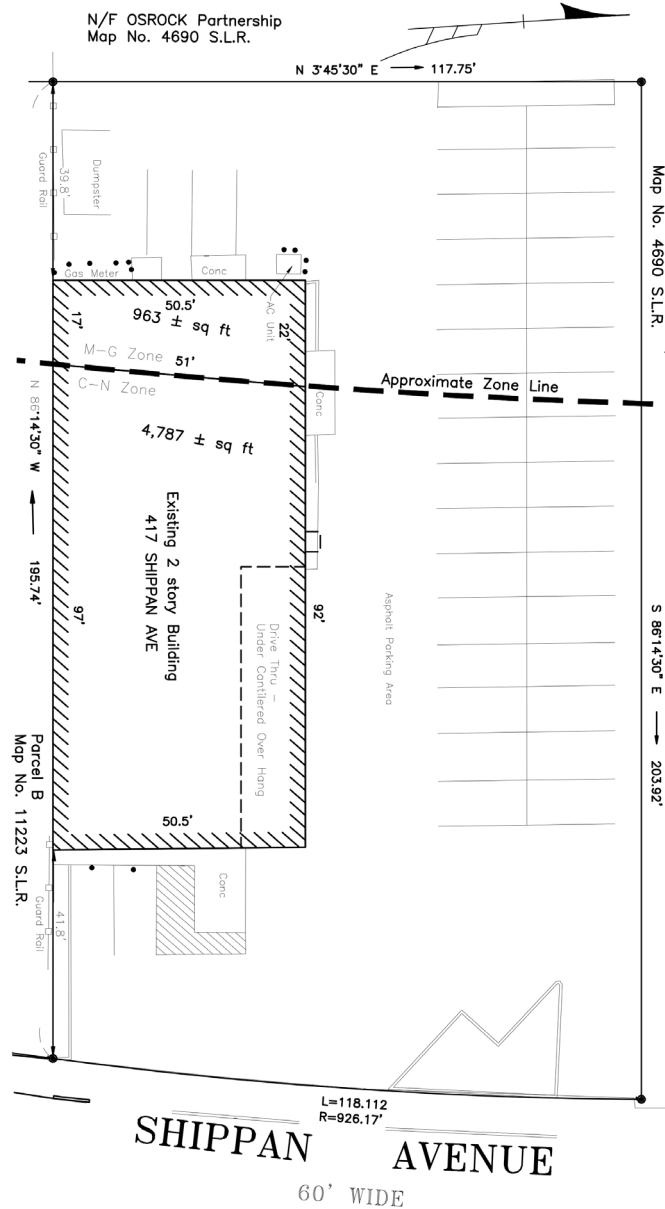 N/F OSROCK Partnership
Map No. 4690 S.L.R.
N 3°45'30" E
117.75'
Map No. 4690 S.L.R.
Guard Rail
39.8'
Dumpster
Gas Meter
Conc
AC Unit
50.5'
963 ± sq ft
17'
22'
M-G Zone
51'
C-N Zone
Approximate Zone Line
Conc
4,787 ± sq ft
N 86°14'30" W
195.74'
Existing 2 story Building
417 SHIPPAN AVE
97'
92'
Drive Thru -
Under Cantilered Over Hang
Asphalt Parking Area
S 86°14'30" E
203.92'
Parcel B
Map No. 11223 S.L.R.
50.5'
Conc
41.8'
Guard Rail
L=118.112
R=926.17'
SHIPPAN AVENUE
60' WIDE